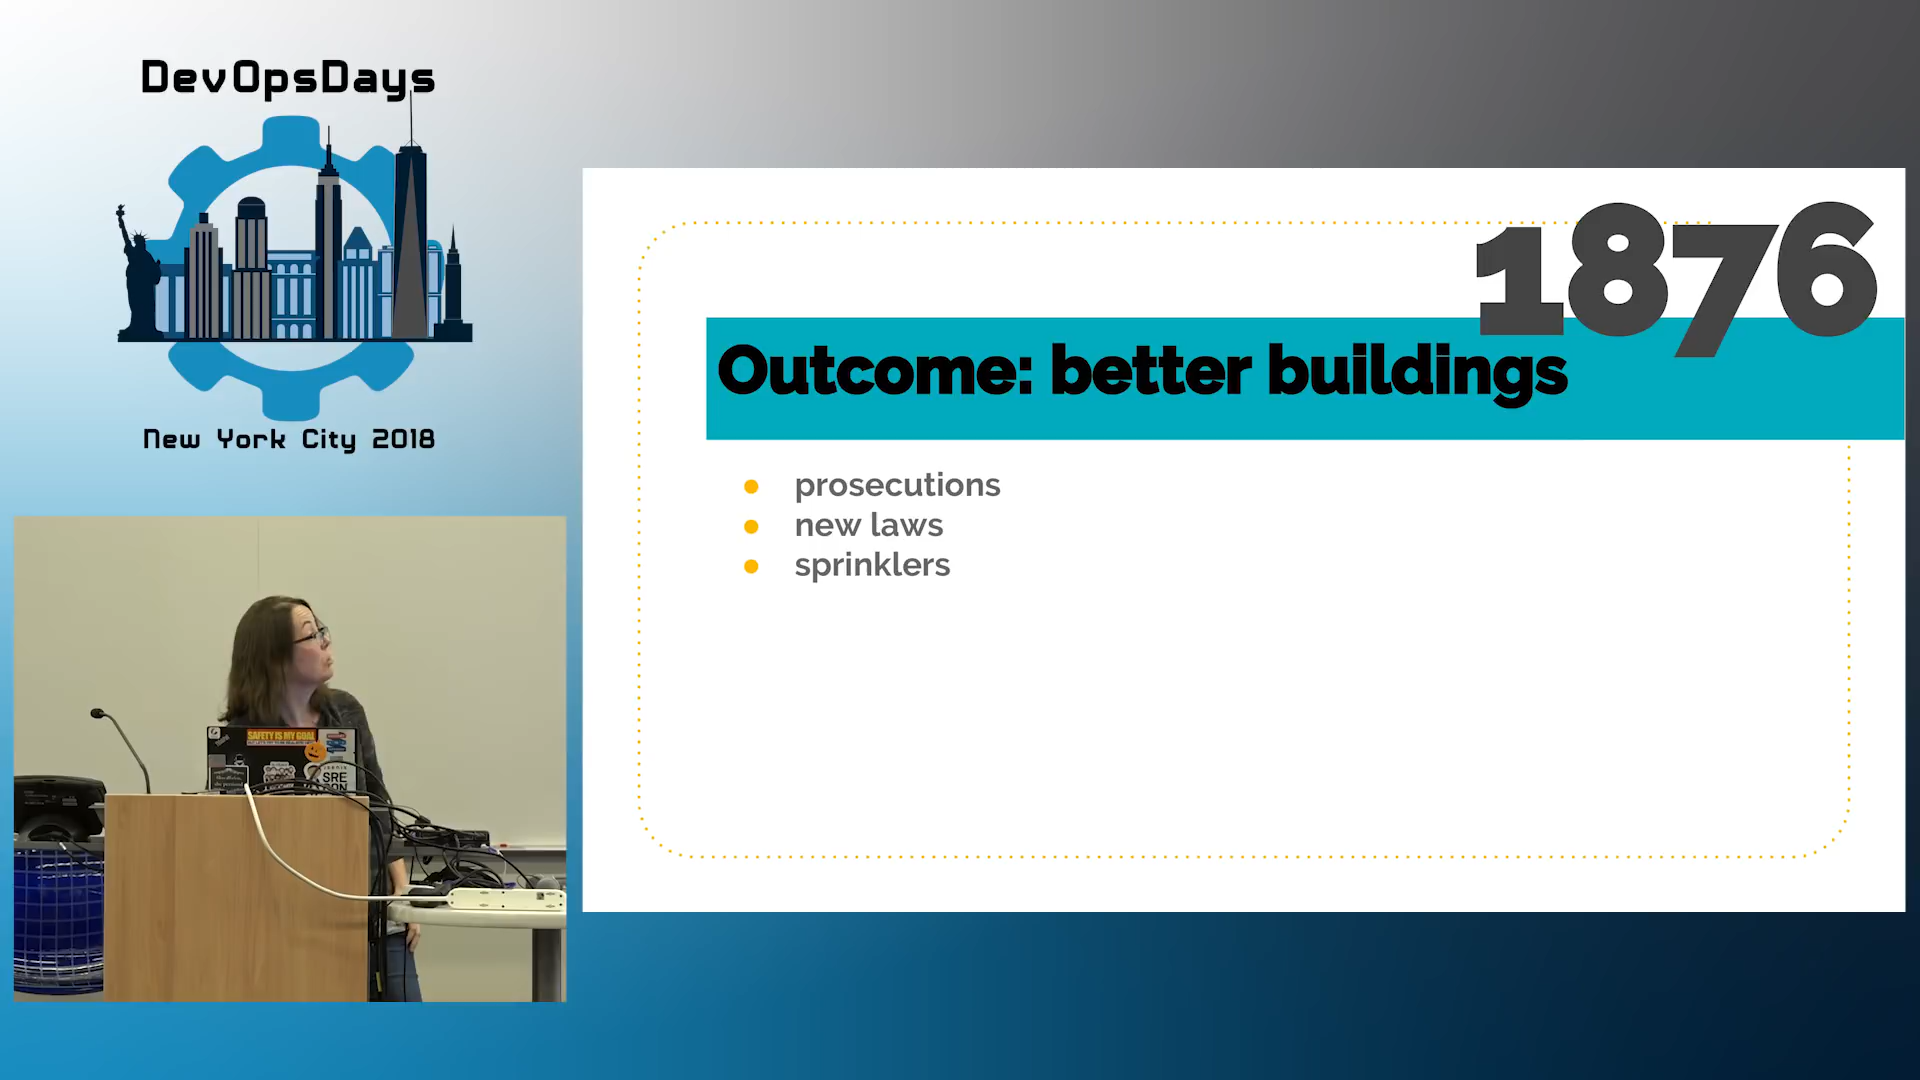 DevOpsDays
New York City 2018
1876
Outcome: better buildings
prosecutions
new laws
sprinklers
SAFETY IS MY GOAL
SRE